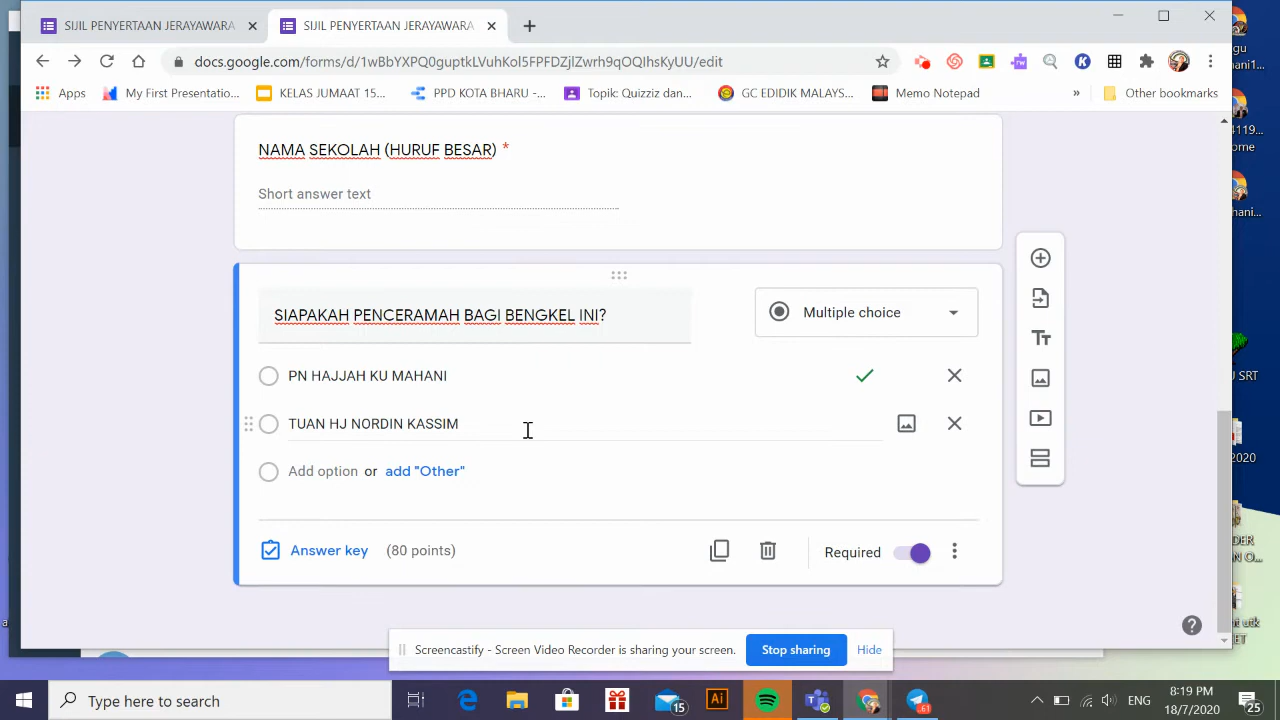 SIJIL PENYERTAAN JERAYAWARA
SIJIL PENYERTAAN JERAYAWARA
docs.google.com/forms/d/1wBbYXPQ0guptkLVuhKol5FPFDZjlZwrh9qOQIhsKyUU/edit
Apps
My First Presentatio...
KELAS JUMAAT 15...
PPD KOTA BHARU -...
Topik: Quizziz dan...
GC EDIDIK MALAYS...
Memo Notepad
»
Other bookmarks
NAMA SEKOLAH (HURUF BESAR) *
Short answer text
SIAPAKAH PENCERAMAH BAGI BENGKEL INI?
Multiple choice
PN HAJJAH KU MAHANI
TUAN HJ NORDIN KASSIM
Add option or add "Other"
Answer key (80 points)
Required
Screencastify - Screen Video Recorder is sharing your screen.
Stop sharing
Hide
Type here to search
15
.61
ENG
8:19 PM
18/7/2020
25